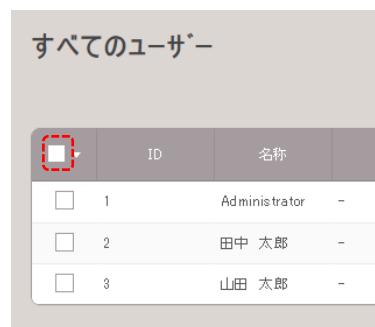 すべてのユーザー
ID 名称
1 Administrator -
2 田中 太郎 -
3 山田 太郎 -